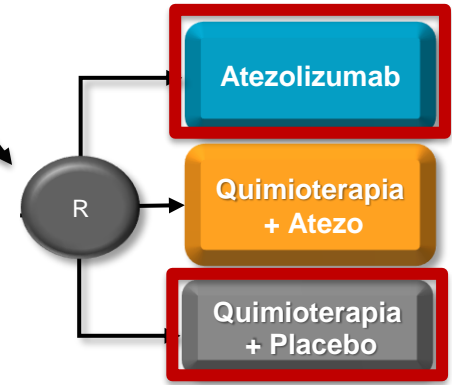 Atezolizumab
R
Quimioterapia
+ Atezo
Quimioterapia
+ Placebo